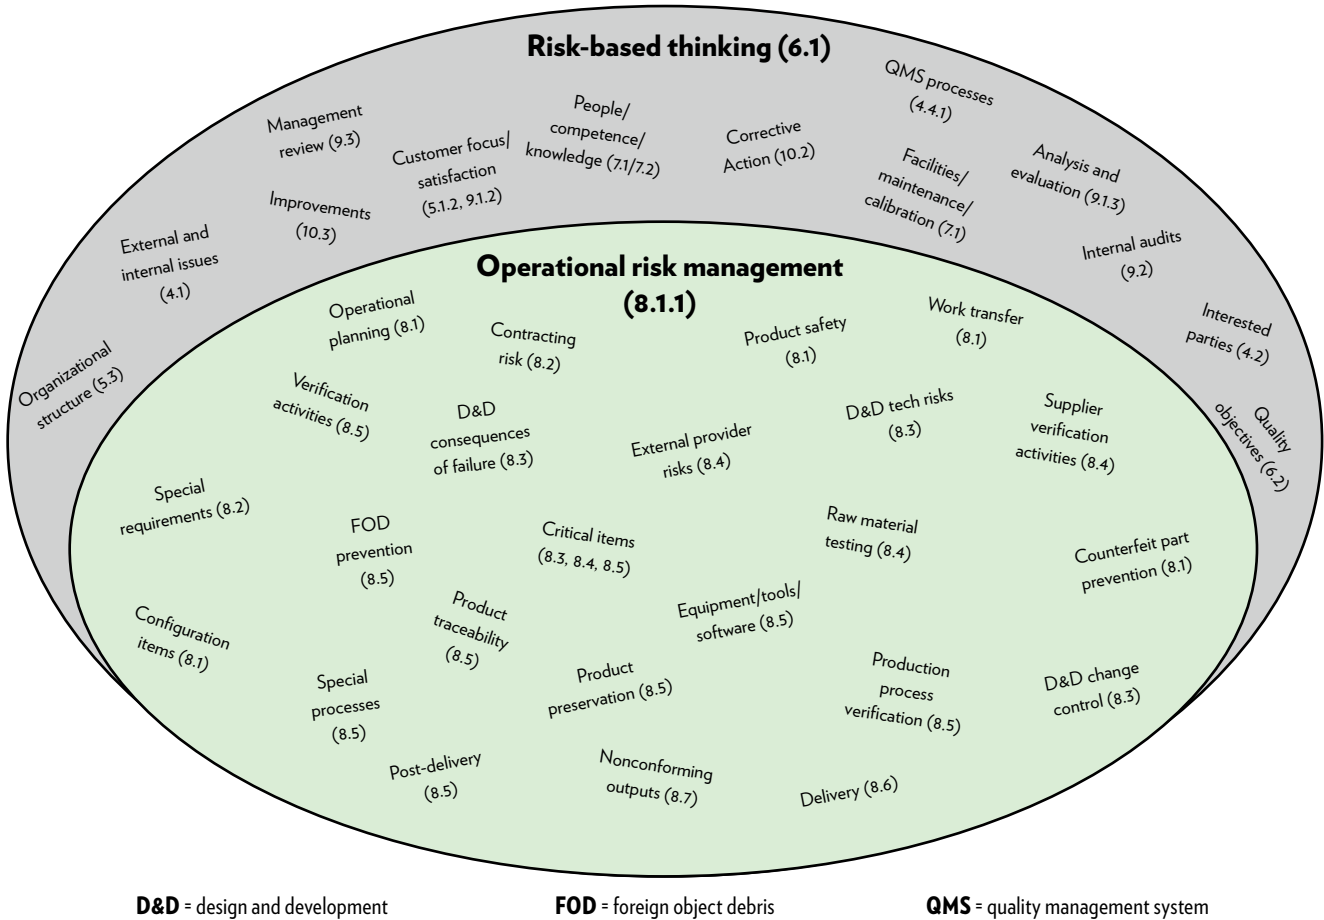 Risk-based thinking (6.1)
QMS processes
(4.4.1)
People/
competence/
knowledge (7.1/7.2)
Management
review (9.3)
Corrective
Action (10.2)
Customer focus/
satisfaction
(5.1.2, 9.1.2)
Facilities/
maintenance/
calibration (7.1)
Analysis and
evaluation (9.1.3)
Improvements
(10.3)
External and
internal issues
(4.1)
Internal audits
(9.2)
Interested
parties (4.2)
Organizational
structure (5.3)
Quality
objectives (6.2)
Operational risk management
(8.1.1)
Operational
planning (8.1)
Contracting
risk (8.2)
Product safety
(8.1)
Work transfer
(8.1)
Verification
activities (8.5)
D&D
consequences
of failure (8.3)
External provider
risks (8.4)
D&D tech risks
(8.3)
Supplier
verification
activities (8.4)
Special
requirements (8.2)
FOD
prevention
(8.5)
Critical items
(8.3, 8.4, 8.5)
Raw material
testing (8.4)
Counterfeit part
prevention (8.1)
Configuration
items (8.1)
Product
traceability
(8.5)
Equipment/tools/
software (8.5)
Special
processes
(8.5)
Product
preservation (8.5)
Production
process
verification (8.5)
D&D change
control (8.3)
Post-delivery
(8.5)
Nonconforming
outputs (8.7)
Delivery (8.6)
D&D = design and development
FOD = foreign object debris
QMS = quality management system